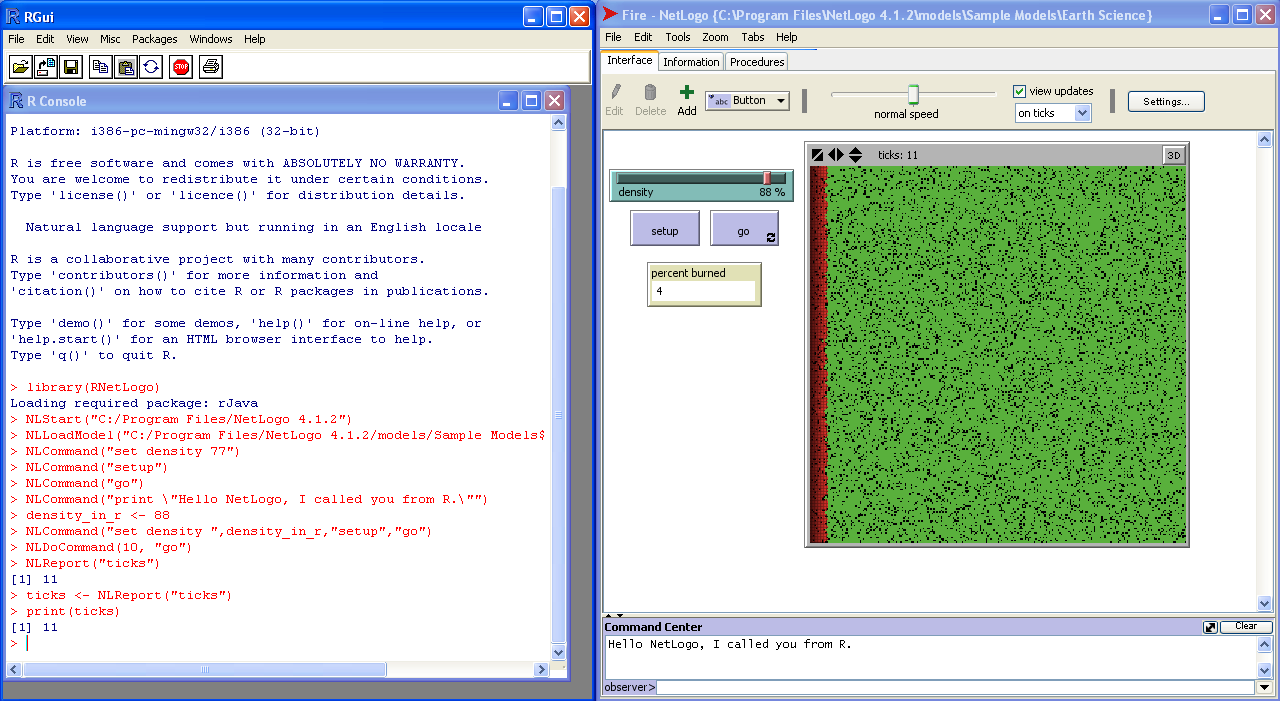 RGui
File Edit View Misc Packages Windows Help
STOP
R Console
Platform: i386-pc-mingw32/i386 (32-bit)
R is free software and comes with ABSOLUTELY NO WARRANTY.
You are welcome to redistribute it under certain conditions.
Type 'license()' or 'licence()' for distribution details.
Natural language support but running in an English locale
R is a collaborative project with many contributors.
Type 'contributors()' for more information and
'citation()' on how to cite R or R packages in publications.
Type 'demo()' for some demos, 'help()' for on-line help, or
'help.start()' for an HTML browser interface to help.
Type 'q()' to quit R.
> library(RNetLogo)
Loading required package: rJava
> NLStart("C:/Program Files/NetLogo 4.1.2")
> NLLoadModel("C:/Program Files/NetLogo 4.1.2/models/Sample Models$
> NLCommand("set density 77")
> NLCommand("setup")
> NLCommand("go")
> NLCommand("print \"Hello NetLogo, I called you from R.\"")
> density_in_r <- 88
> NLCommand("set density ",density_in_r,"setup","go")
> NLDoCommand(10, "go")
> NLReport("ticks")
[1] 11
> ticks <- NLReport("ticks")
> print(ticks)
[1] 11
>
Fire - NetLogo {C:\Program Files\NetLogo 4.1.2\models\Sample Models\Earth Science}
File Edit Tools Zoom Tabs Help
Interface Information Procedures
Edit Delete Add abc Button normal speed view updates on ticks Settings...
ticks: 11 3D
density 88 %
setup go
percent burned
4
Command Center Clear
Hello NetLogo, I called you from R.
observer>